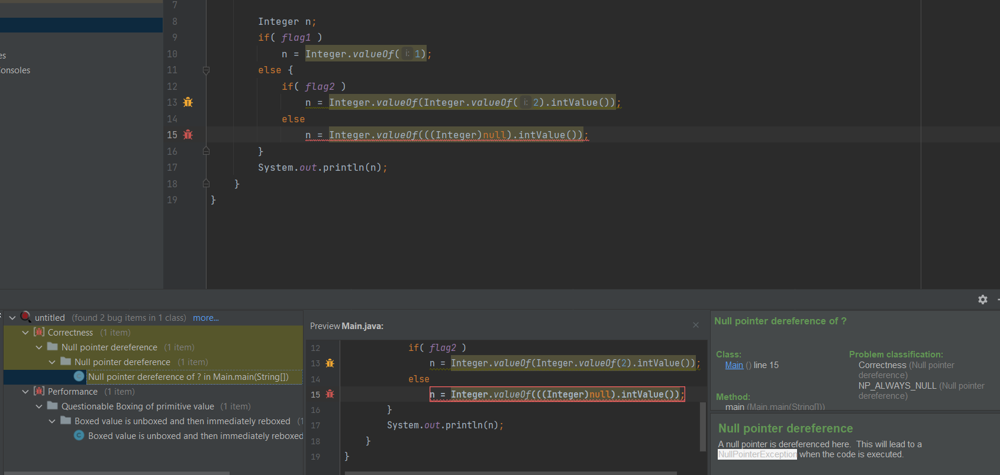 7
8 Integer n;
9 if( flag1 )
10 n = Integer.valueOf( i: 1);
11 else {
12 if( flag2 )
13 n = Integer.valueOf(Integer.valueOf( i: 2).intValue());
14 else
15 n = Integer.valueOf(((Integer)null).intValue());
16 }
17 System.out.println(n);
18 }
19 }
es
onsoles
untitled (found 2 bug items in 1 class) more...
Correctness (1 item)
Null pointer dereference (1 item)
Null pointer dereference (1 item)
Null pointer dereference of ? in Main.main(String[])
Performance (1 item)
Questionable Boxing of primitive value (1 item)
Boxed value is unboxed and then immediately reboxed (1
Boxed value is unboxed and then immediately reboxed
Preview Main.java:
12 if( flag2 )
13 n = Integer.valueOf(Integer.valueOf(2).intValue());
14 else
15 n = Integer.valueOf(((Integer)null).intValue());
16 }
17 System.out.println(n);
18 }
19 }
Null pointer dereference of ?
Class:
Main () line 15
Problem classification:
Correctness (Null pointer
dereference)
NP_ALWAYS_NULL (Null pointer
dereference)
Method:
main (Main.main(String[]))
Null pointer dereference
A null pointer is dereferenced here. This will lead to a
NullPointerException when the code is executed.